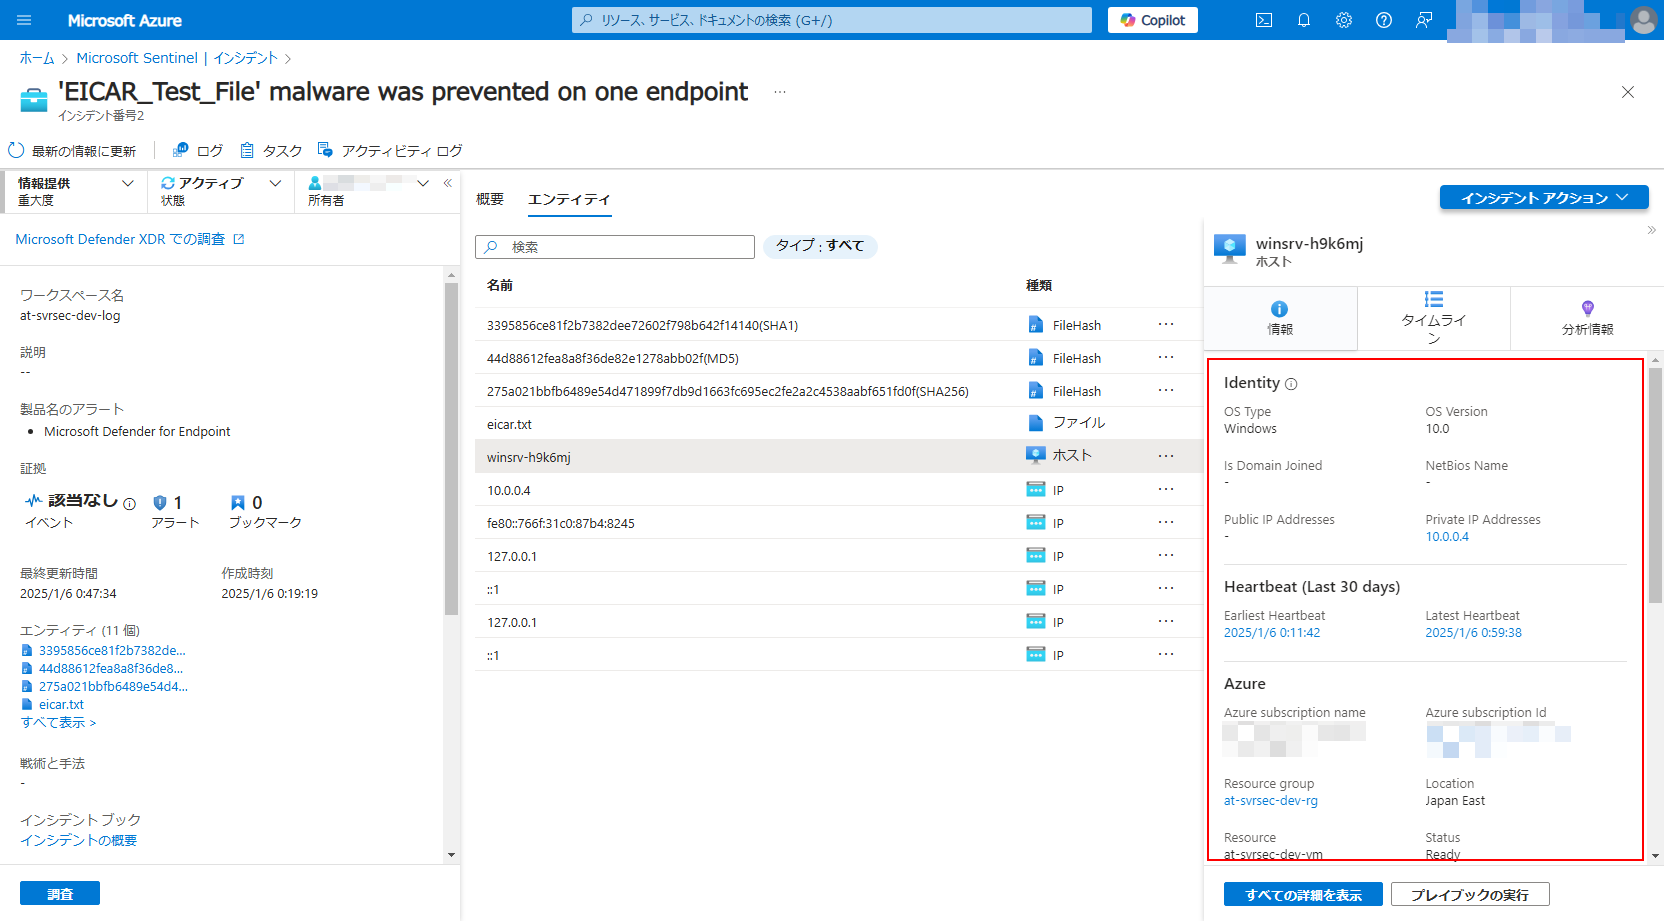 Microsoft Azure
リソース、サービス、ドキュメントの検索 (G+/)
Copilot
ホーム > Microsoft Sentinel | インシデント >
'EICAR_Test_File' malware was prevented on one endpoint ...
インシデント番号2
最新の情報に更新 ログ タスク アクティビティ ログ
情報提供
重大度
アクティブ
状態
所有者
Microsoft Defender XDR での調査
ワークスペース名
at-svrsec-dev-log
説明
--
製品名のアラート
• Microsoft Defender for Endpoint
証拠
該当なし
イベント
1
アラート
0
ブックマーク
最終更新時間
2025/1/6 0:47:34
作成時刻
2025/1/6 0:19:19
エンティティ (11 個)
3395856ce81f2b7382de...
44d88612fea8a8f36de8...
275a021bbfb6489e54d4...
eicar.txt
すべて表示 >
戦術と手法
-
インシデント ブック
インシデントの概要
調査
概要 エンティティ
検索
タイプ : すべて
名前 種類
3395856ce81f2b7382dee72602f798b642f14140(SHA1) FileHash ...
44d88612fea8a8f36de82e1278abb02f(MD5) FileHash ...
275a021bbfb6489e54d471899f7db9d1663fc695ec2fe2a2c4538aabf651fd0f(SHA256) FileHash ...
eicar.txt ファイル
winsrv-h9k6mj ホスト ...
10.0.0.4 IP ...
fe80::766f:31c0:87b4:8245 IP ...
127.0.0.1 IP ...
::1 IP ...
127.0.0.1 IP ...
::1 IP ...
インシデント アクション
winsrv-h9k6mj
ホスト
情報
タイムライ
ン
分析情報
Identity
OS Type
Windows
OS Version
10.0
Is Domain Joined
-
NetBios Name
-
Public IP Addresses
-
Private IP Addresses
10.0.0.4
Heartbeat (Last 30 days)
Earliest Heartbeat
2025/1/6 0:11:42
Latest Heartbeat
2025/1/6 0:59:38
Azure
Azure subscription name
Azure subscription Id
Resource group
at-svrsec-dev-rg
Location
Japan East
Resource
at-svrsec-dev-vm
Status
Ready
すべての詳細を表示
プレイブックの実行